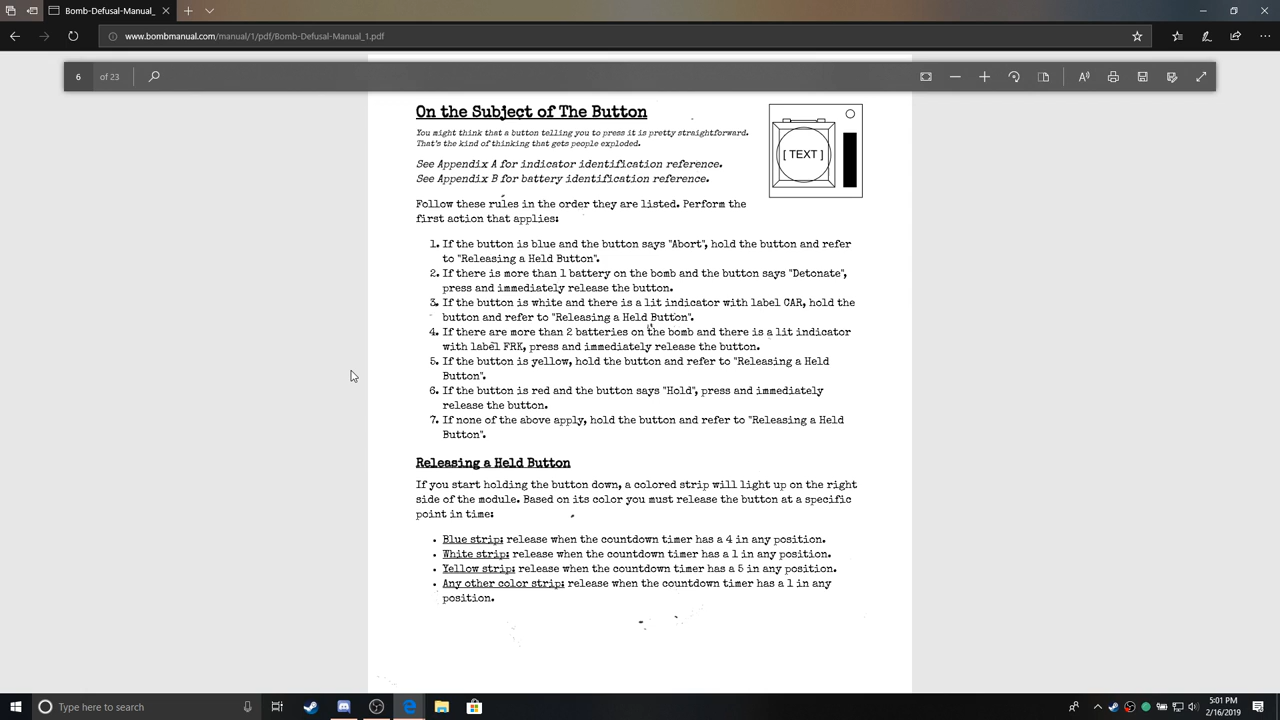 Bomb-Defusal-Manual_
www.bombmanual.com/manual/1/pdf/Bomb-Defusal-Manual_1.pdf
6 of 23
On the Subject of The Button
You might think that a button telling you to press it is pretty straightforward.
That's the kind of thinking that gets people exploded.
[ TEXT ]
See Appendix A for indicator identification reference.
See Appendix B for battery identification reference.
Follow these rules in the order they are listed. Perform the
first action that applies:
1. If the button is blue and the button says "Abort", hold the button and refer
to "Releasing a Held Button".
2. If there is more than 1 battery on the bomb and the button says "Detonate",
press and immediately release the button.
3. If the button is white and there is a lit indicator with label CAR, hold the
button and refer to "Releasing a Held Button".
4. If there are more than 2 batteries on the bomb and there is a lit indicator
with label FRK, press and immediately release the button.
5. If the button is yellow, hold the button and refer to "Releasing a Held
Button".
6. If the button is red and the button says "Hold", press and immediately
release the button.
7. If none of the above apply, hold the button and refer to "Releasing a Held
Button".
Releasing a Held Button
If you start holding the button down, a colored strip will light up on the right
side of the module. Based on its color you must release the button at a specific
point in time:
• Blue strip: release when the countdown timer has a 4 in any position.
• White strip: release when the countdown timer has a 1 in any position.
• Yellow strip: release when the countdown timer has a 5 in any position.
• Any other color strip: release when the countdown timer has a 1 in any
position.
Type here to search
5:01 PM
2/16/2019